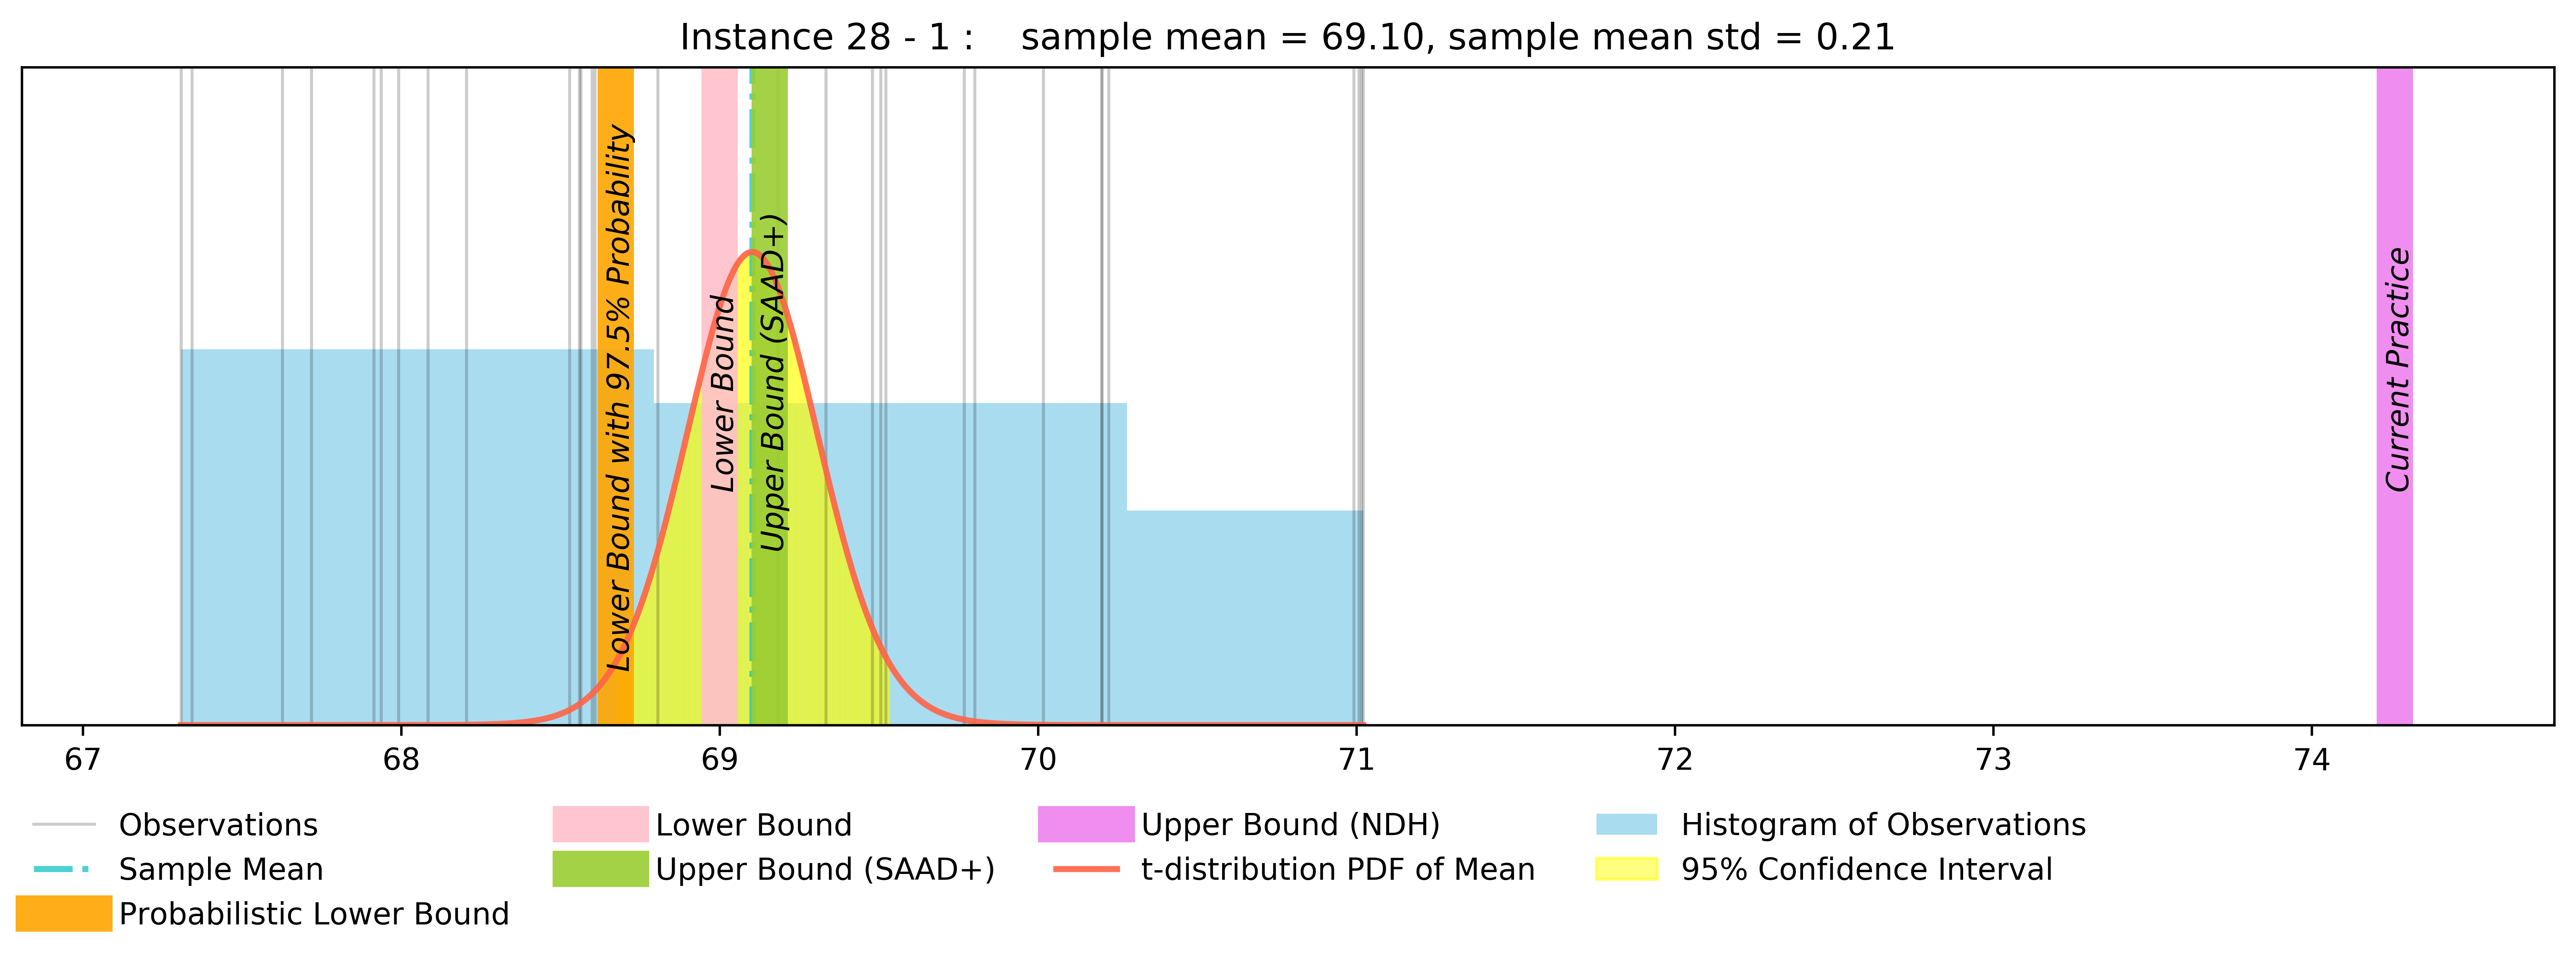 Instance 28 - 1 :    sample mean = 69.10, sample mean std = 0.21
Lower Bound with 97.5% Probability
Lower Bound
Upper Bound (SAAD+)
Current Practice
67 68 69 70 71 72 73 74
Observations
Sample Mean
Probabilistic Lower Bound
Lower Bound
Upper Bound (SAAD+)
Upper Bound (NDH)
t-distribution PDF of Mean
Histogram of Observations
95% Confidence Interval